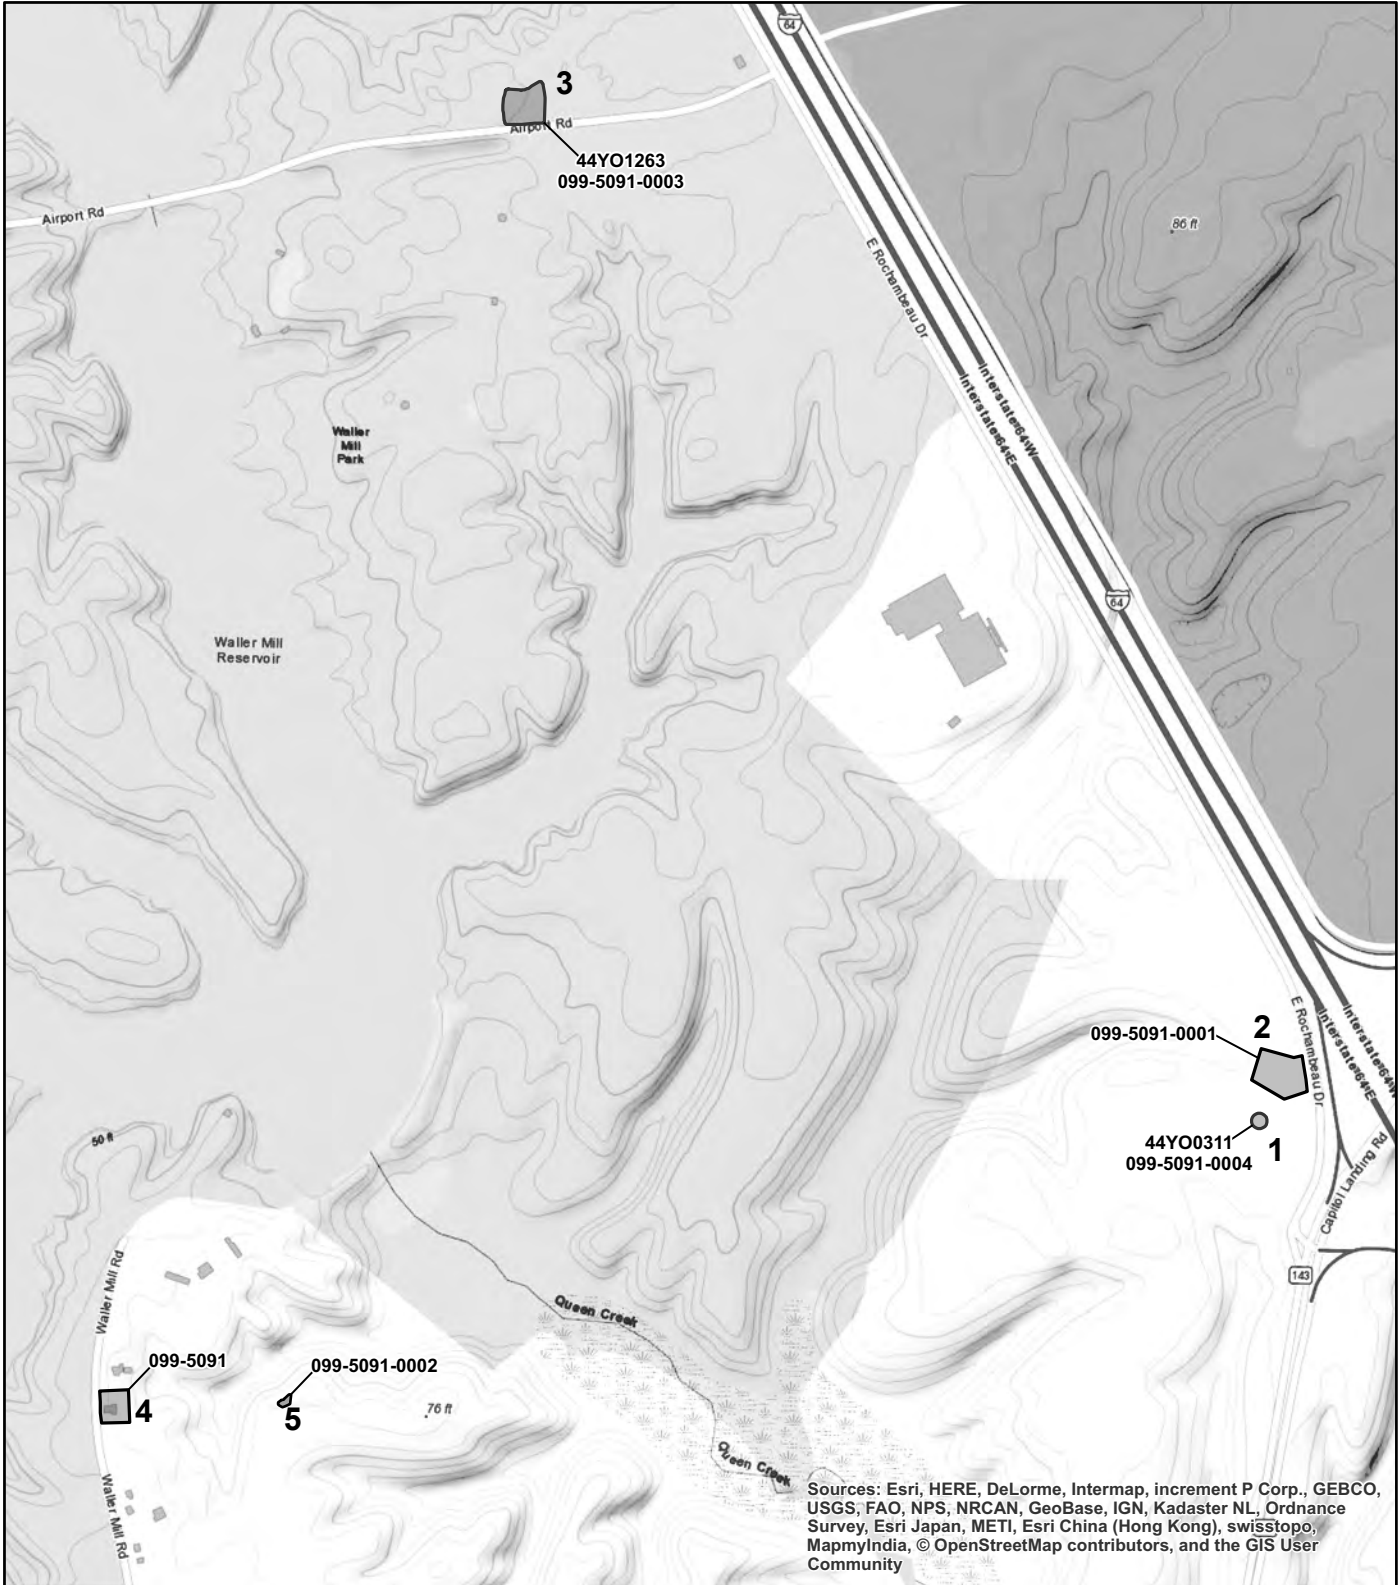 64
3
Airport Rd
44YO1263
099-5091-0003
Airport Rd
86 ft
E Rochambeau Dr
Interstate 64 W
Interstate 64 E
Waller
Mill
Park
64
Waller Mill
Reservoir
E Rochambeau Dr
Interstate 64 W
Interstate 64 E
2
099-5091-0001
44YO0311
099-5091-0004
1
Capitol Landing Rd
50 ft
143
Waller Mill Rd
Queen Creek
099-5091
099-5091-0002
4
5
76 ft
Queen Creek
Waller Mill Rd
Sources: Esri, HERE, DeLorme, Intermap, increment P Corp., GEBCO,
USGS, FAO, NPS, NRCAN, GeoBase, IGN, Kadaster NL, Ordnance
Survey, Esri Japan, METI, Esri China (Hong Kong), swisstopo,
MapmyIndia, © OpenStreetMap contributors, and the GIS User
Community